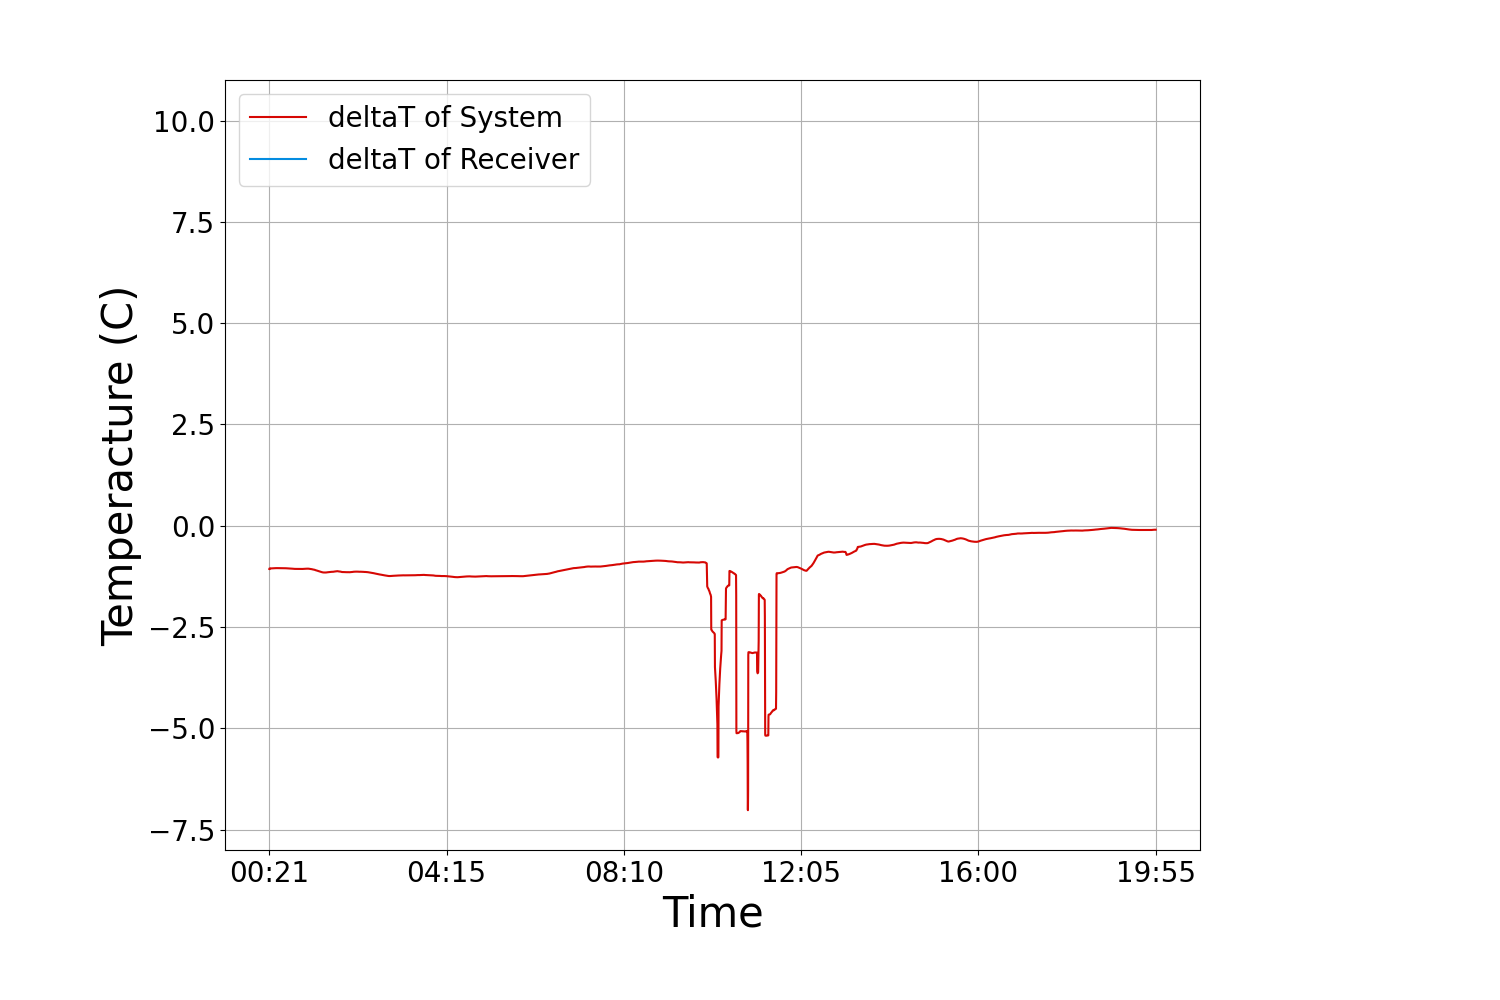 deltaT of System
deltaT of Receiver
10.0
7.5
5.0
2.5
0.0
−2.5
−5.0
−7.5
Temperacture (C)
00:21 04:15 08:10 12:05 16:00 19:55
Time